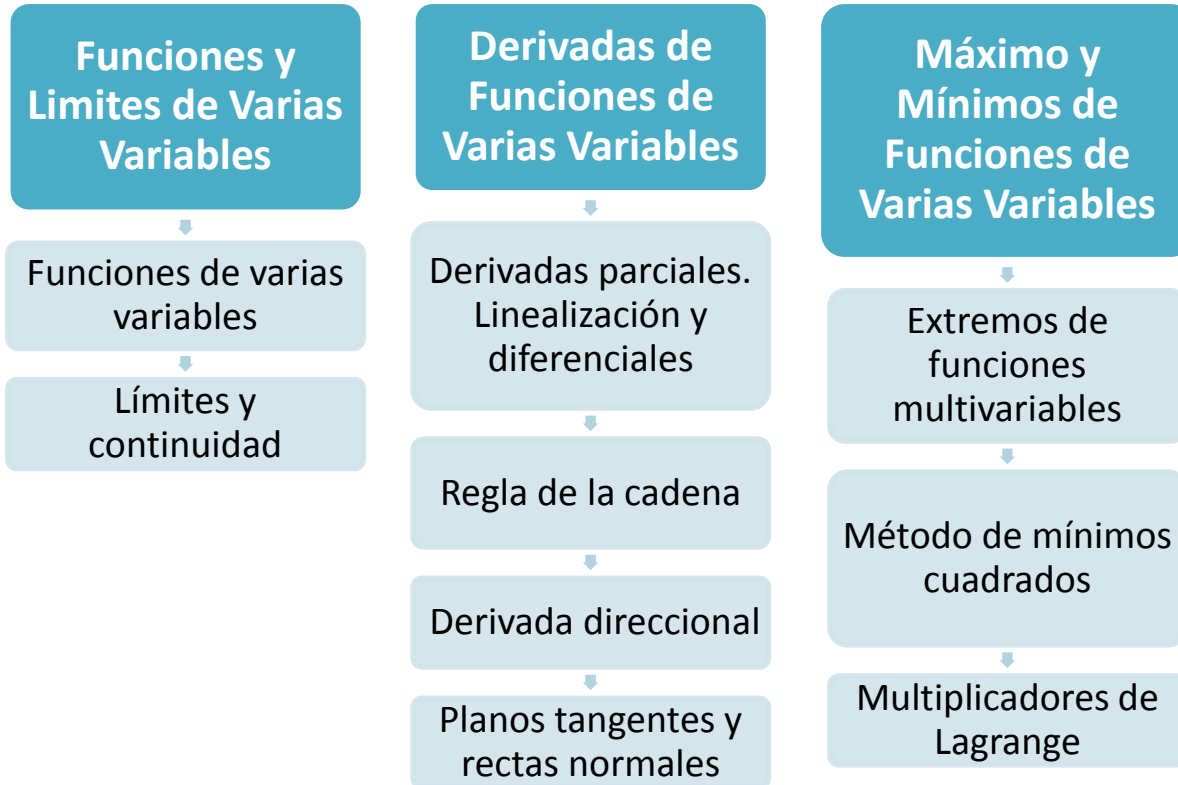 Funciones y
Limites de Varias
Variables
Funciones de varias
variables
Límites y
continuidad
Derivadas de
Funciones de
Varias Variables
Derivadas parciales.
Linealización y
diferenciales
Regla de la cadena
Derivada direccional
Planos tangentes y
rectas normales
Máximo y
Mínimos de
Funciones de
Varias Variables
Extremos de
funciones
multivariables
Método de mínimos
cuadrados
Multiplicadores de
Lagrange